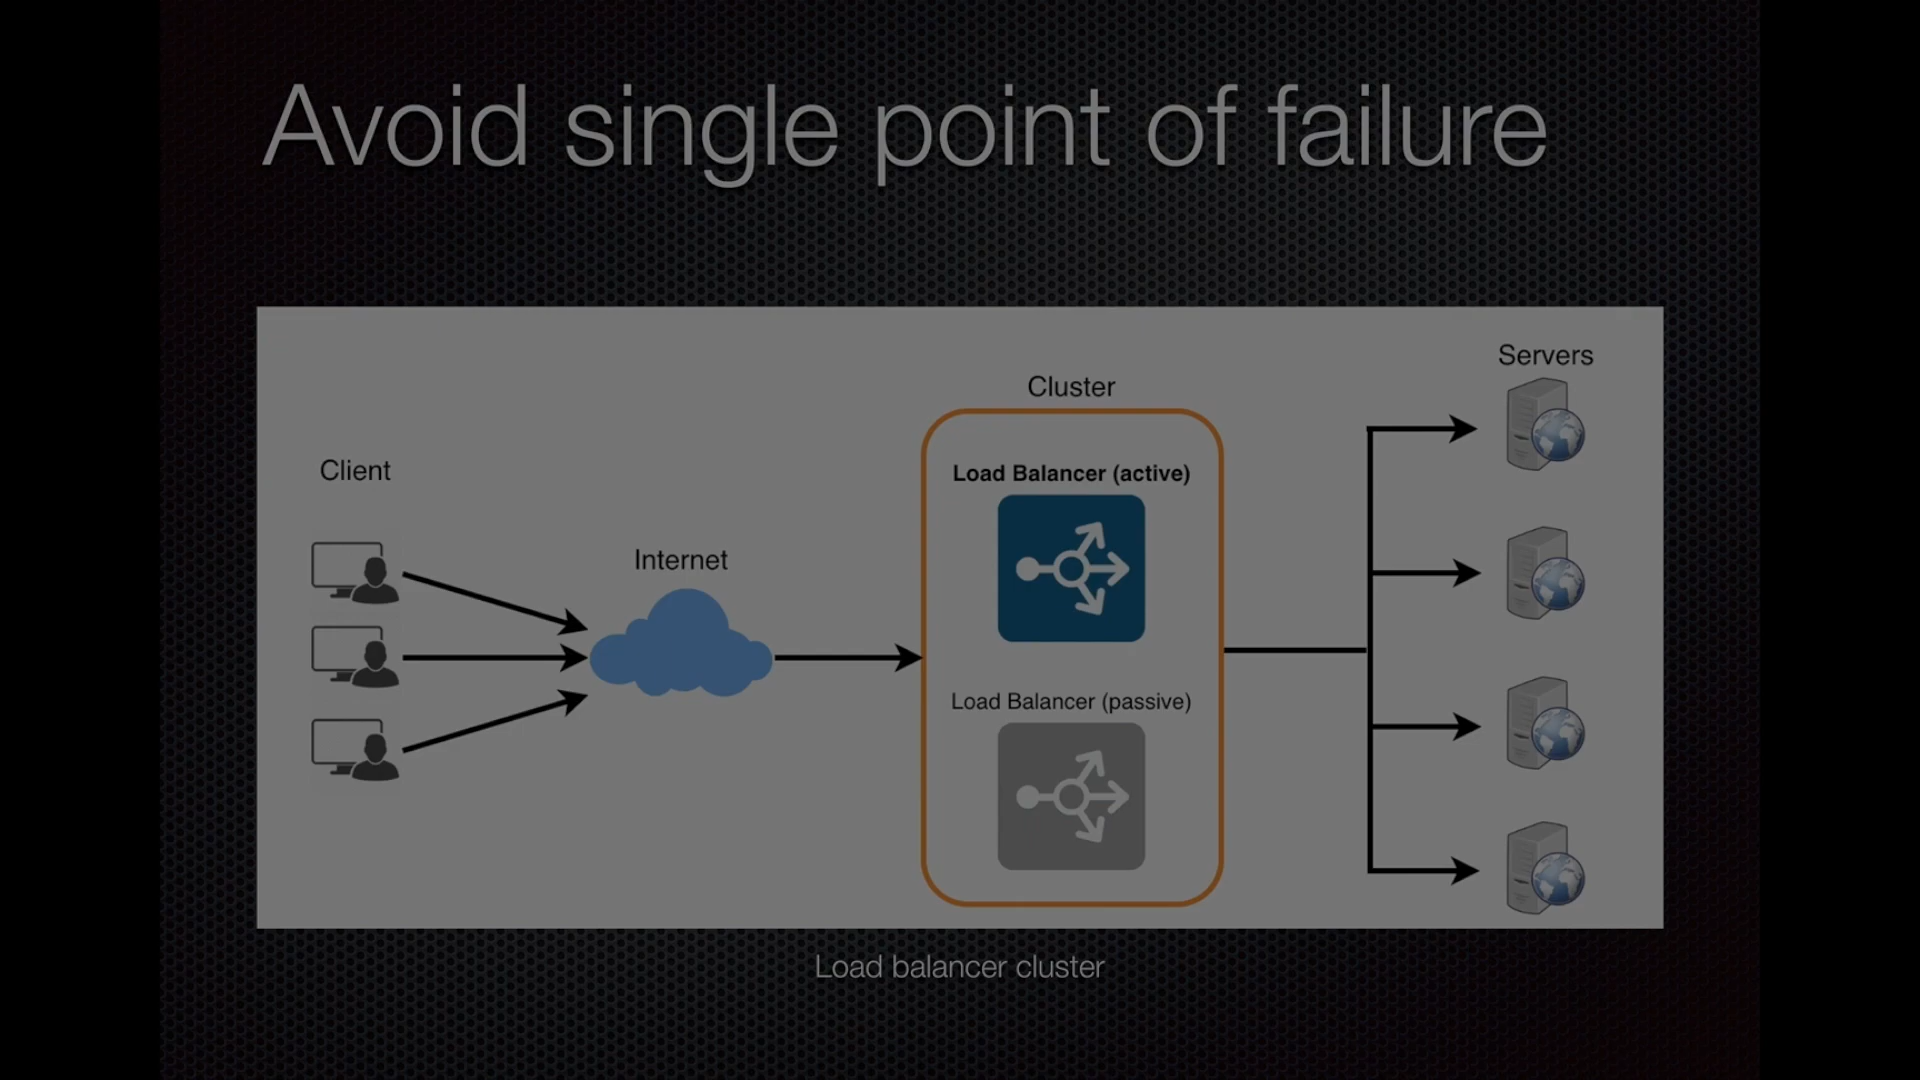 Avoid single point of failure
Client
Internet
Cluster
Load Balancer (active)
Load Balancer (passive)
Servers
Load balancer cluster